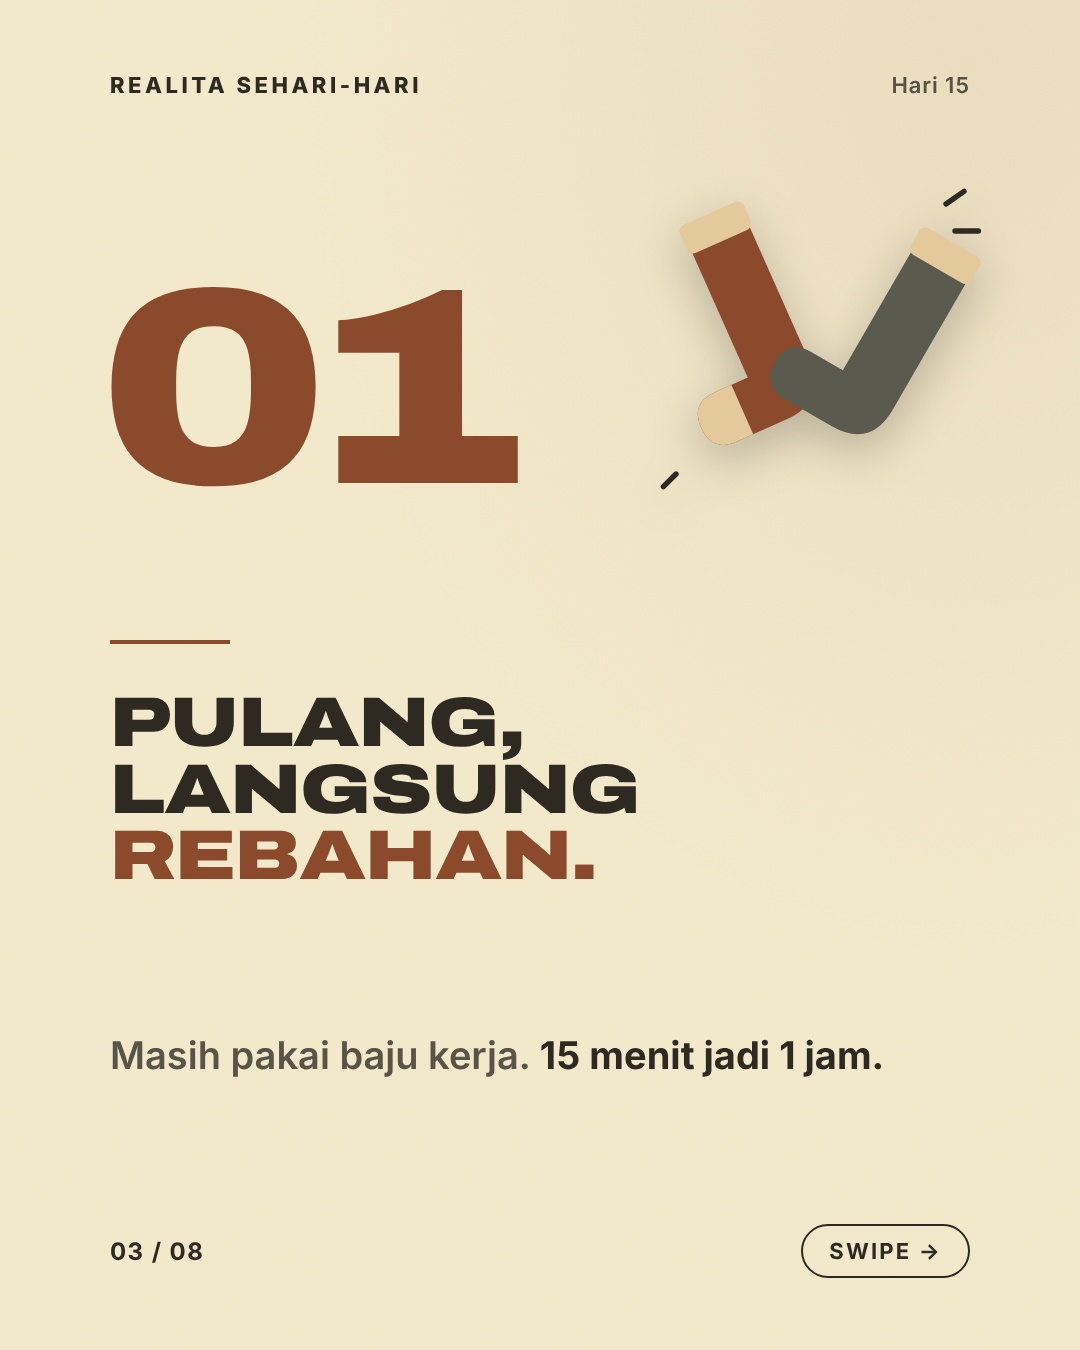 REALITA SEHARI-HARI
Hari 15
01
PULANG,
LANGSUNG
REBAHAN.
Masih pakai baju kerja. 15 menit jadi 1 jam.
03 / 08
SWIPE →